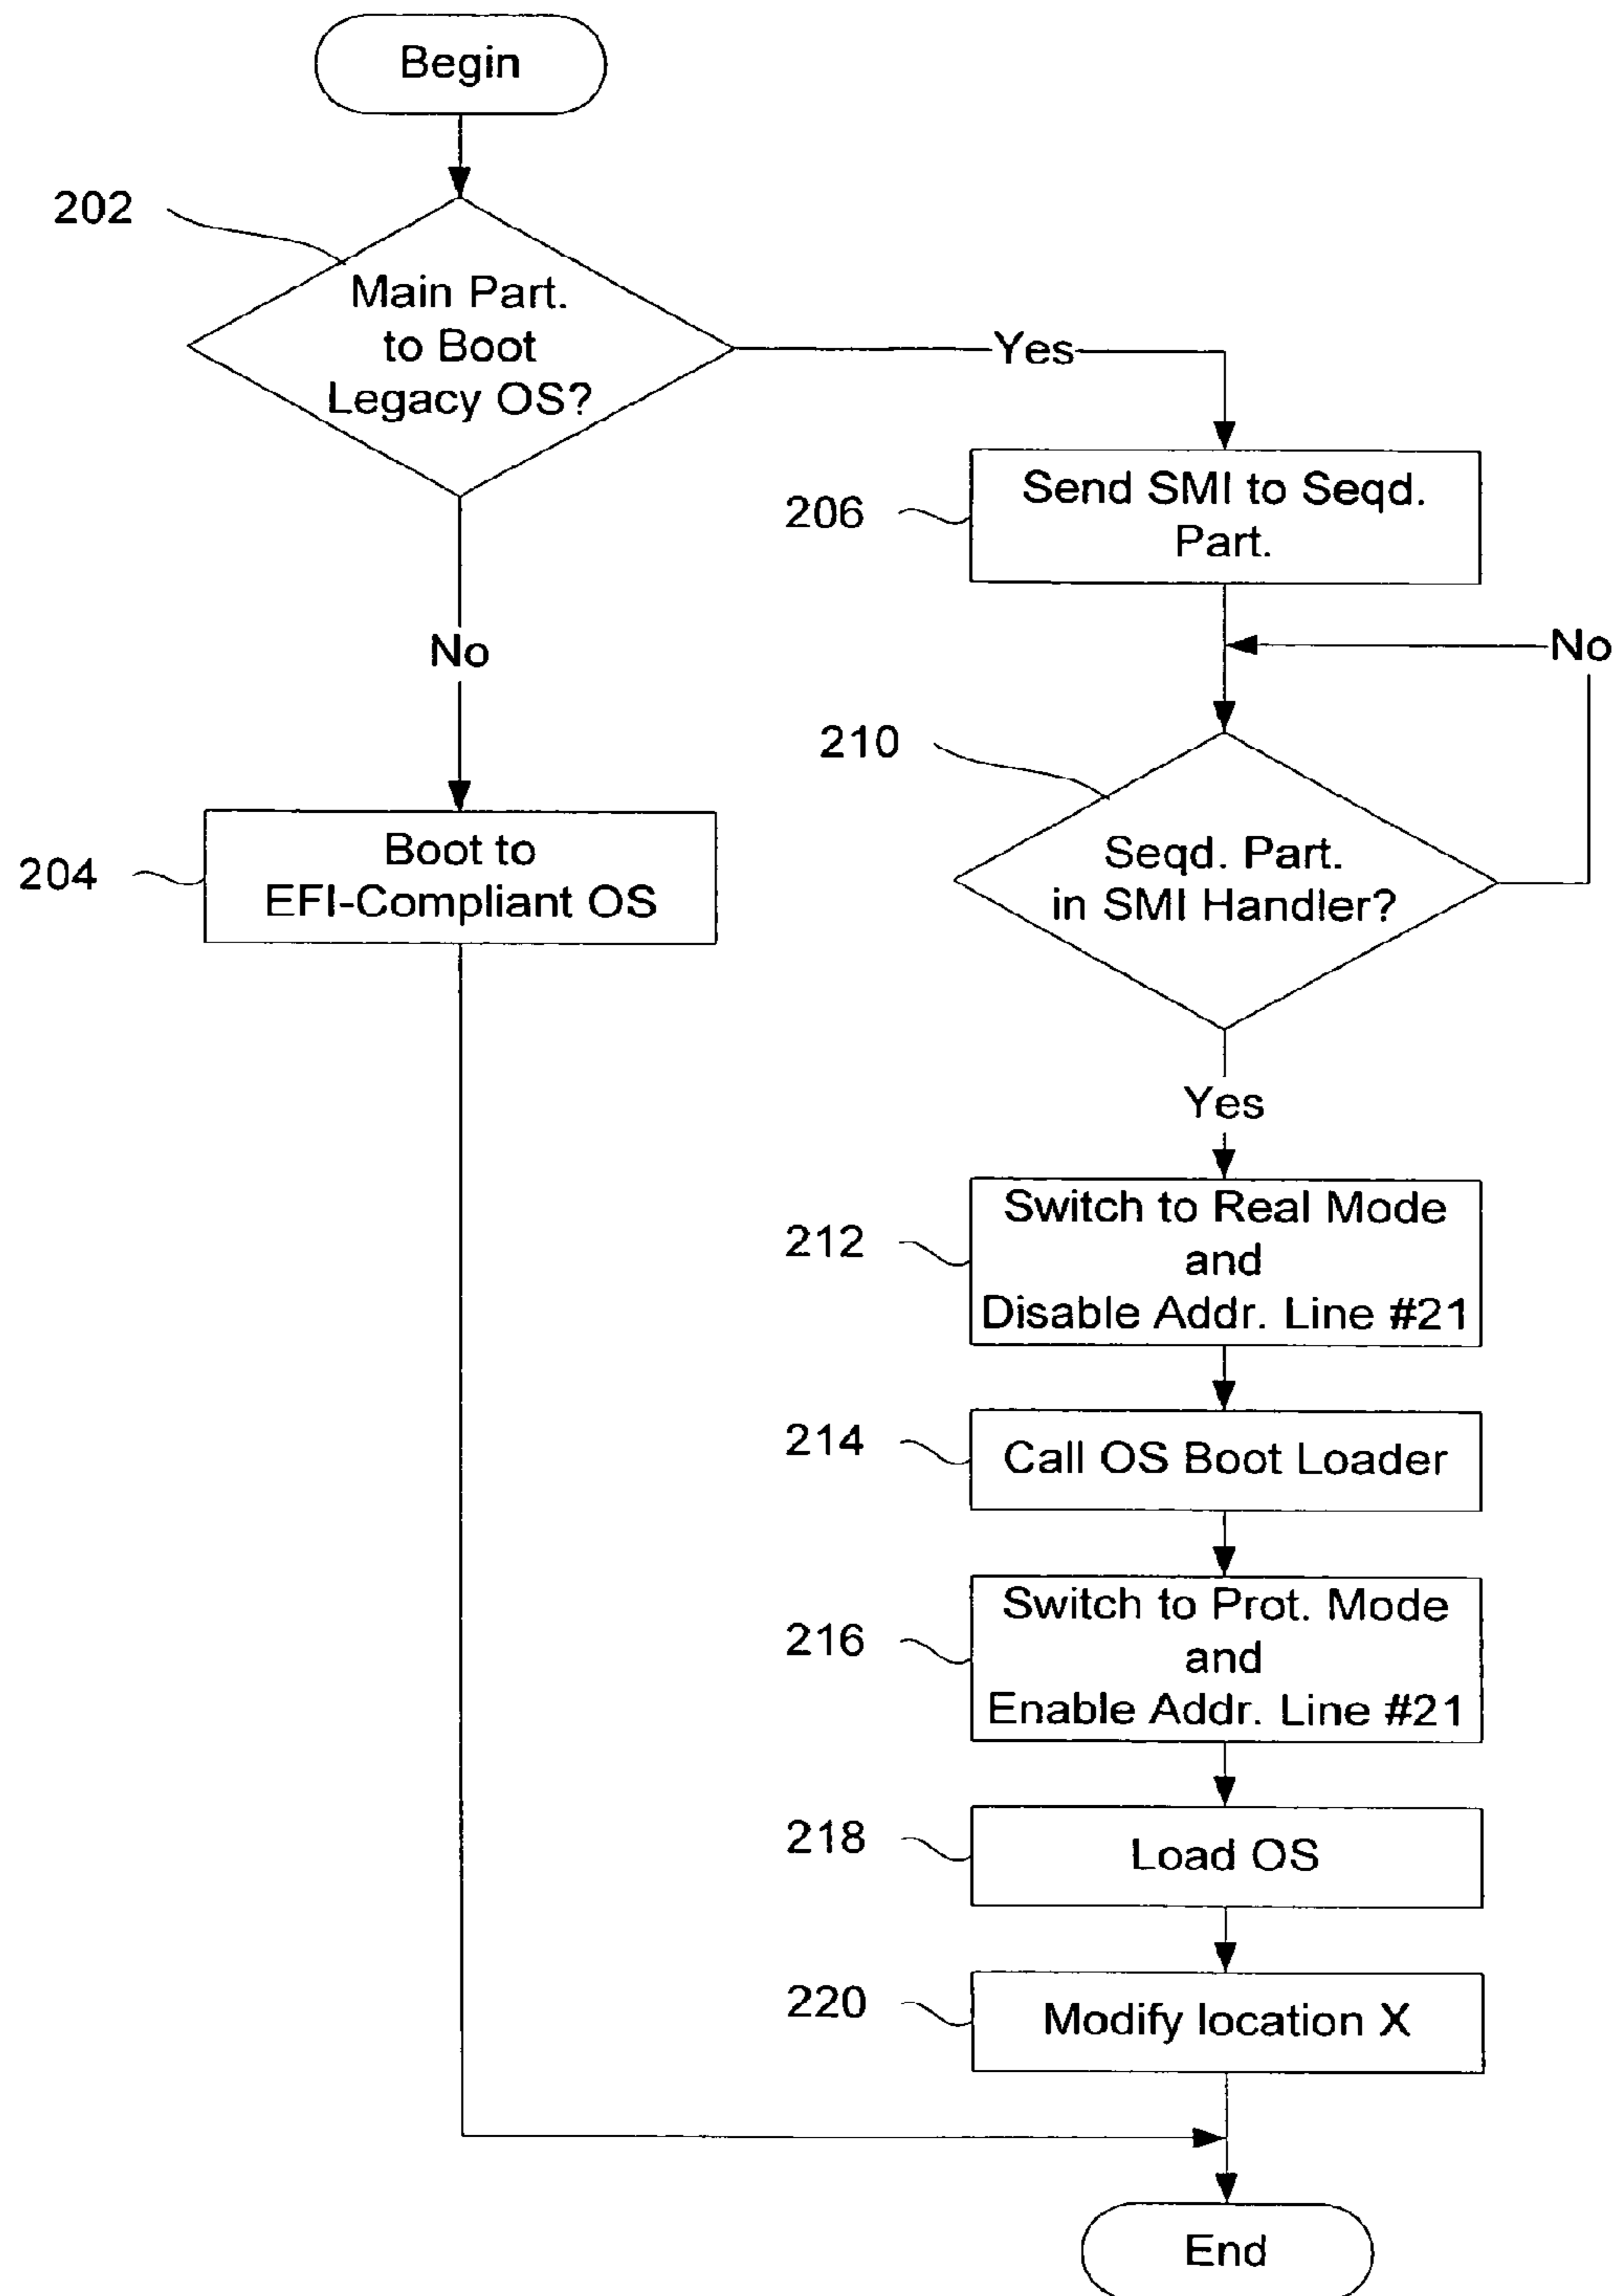 Begin
202
Main Part.
to Boot
Legacy OS?
Yes
206
Send SMI to Seqd.
Part.
No
No
210
Seqd. Part.
in SMI Handler?
204
Boot to
EFI-Compliant OS
Yes
212
Switch to Real Mode
and
Disable Addr. Line #21
214
Call OS Boot Loader
216
Switch to Prot. Mode
and
Enable Addr. Line #21
218
Load OS
220
Modify location X
End